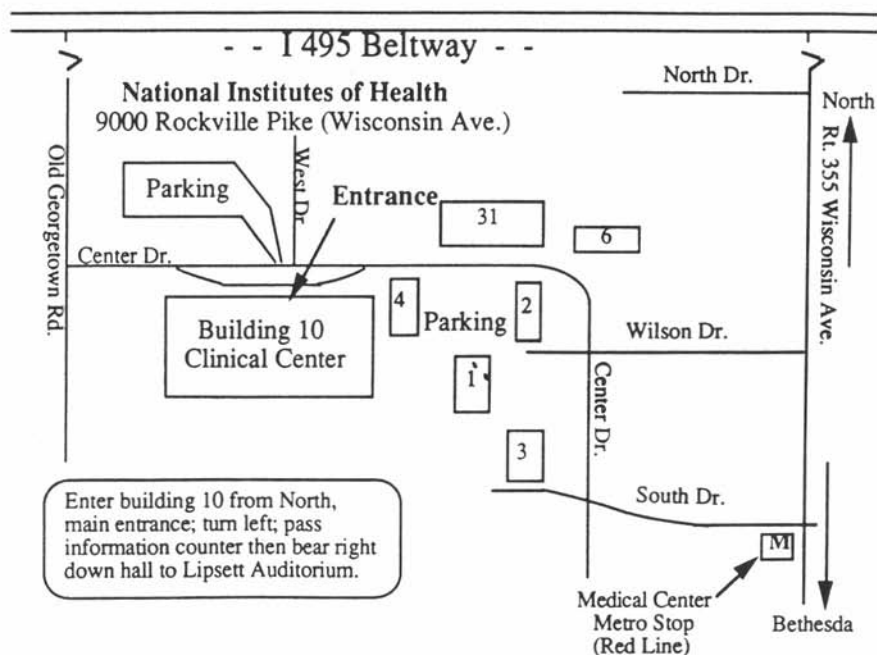 - - I 495 Beltway - -
National Institutes of Health
9000 Rockville Pike (Wisconsin Ave.)
North Dr.
North
Old Georgetown Rd.
West Dr
Rt. 355 Wisconsin Ave.
Parking
Entrance
31
6
Center Dr.
4
Parking
2
Building 10
Clinical Center
Wilson Dr.
1
Center Dr.
3
South Dr.
Enter building 10 from North,
main entrance; turn left; pass
information counter then bear right
down hall to Lipsett Auditorium.
M
Medical Center
Metro Stop
(Red Line)
Bethesda